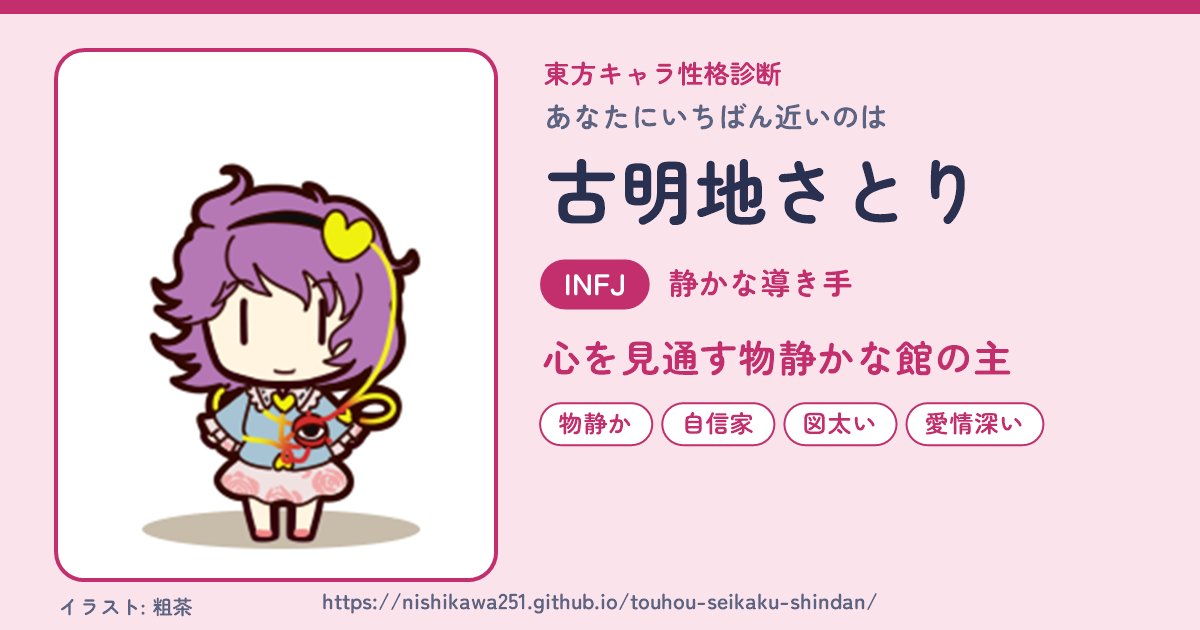 東方キャラ性格診断
あなたにいちばん近いのは
古明地さとり
INFJ 静かな導き手
心を見通す物静かな館の主
物静か 自信家 図太い 愛情深い
イラスト: 粗茶
https://nishikawa251.github.io/touhou-seikaku-shindan/